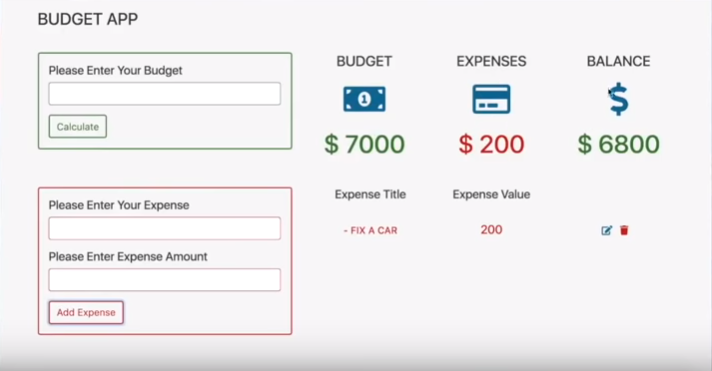 BUDGET APP
Please Enter Your Budget
Calculate
BUDGET EXPENSES BALANCE
1
$ 7000 $ 200 $ 6800
Please Enter Your Expense
Please Enter Expense Amount
Add Expense
Expense Title Expense Value
- FIX A CAR 200